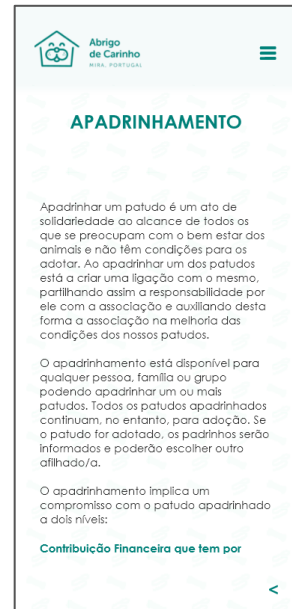 Abrigo
de Carinho
MIRA, PORTUGAL
APADRINHAMENTO
Apadrinhar um patudo é um ato de
solidariedade ao alcance de todos os
que se preocupam com o bem estar dos
animais e não têm condições para os
adotar. Ao apadrinhar um dos patudos
está a criar uma ligação com o mesmo,
partilhando assim a responsabilidade por
ele com a associação e auxiliando desta
forma a associação na melhoria das
condições dos nossos patudos.
O apadrinhamento está disponível para
qualquer pessoa, família ou grupo
podendo apadrinhar um ou mais
patudos. Todos os patudos apadrinhados
continuam, no entanto, para adoção. Se
o patudo for adotado, os padrinhos serão
informados e poderão escolher outro
afilhado/a.
O apadrinhamento implica um
compromisso com o patudo apadrinhado
a dois níveis:
Contribuição Financeira que tem por
<